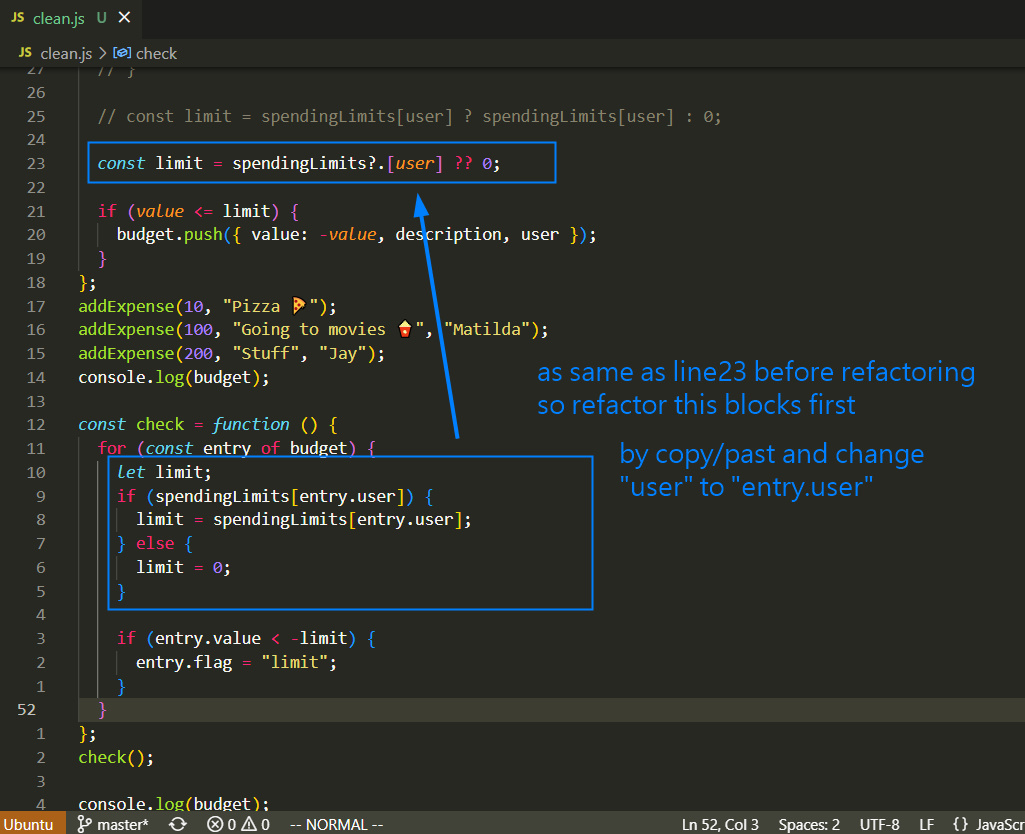 JS clean.js U ×
JS clean.js > check
27 // }
26
25 // const limit = spendingLimits[user] ? spendingLimits[user] : 0;
24
23 const limit = spendingLimits?.[user] ?? 0;
22
21 if (value <= limit) {
20 budget.push({ value: -value, description, user });
19 }
18 };
17 addExpense(10, "Pizza 🍕");
16 addExpense(100, "Going to movies 🍿", "Matilda");
15 addExpense(200, "Stuff", "Jay");
14 console.log(budget);
13
12 const check = function () {
11 for (const entry of budget) {
10 let limit;
9 if (spendingLimits[entry.user]) {
8 limit = spendingLimits[entry.user];
7 } else {
6 limit = 0;
5 }
4
3 if (entry.value < -limit) {
2 entry.flag = "limit";
1 }
52 }
1 };
2 check();
3
4 console.log(budget);
as same as line23 before refactoring
so refactor this blocks first
by copy/past and change
"user" to "entry.user"
Ubuntu master* 0 0 -- NORMAL -- Ln 52, Col 3 Spaces: 2 UTF-8 LF {} JavaScr